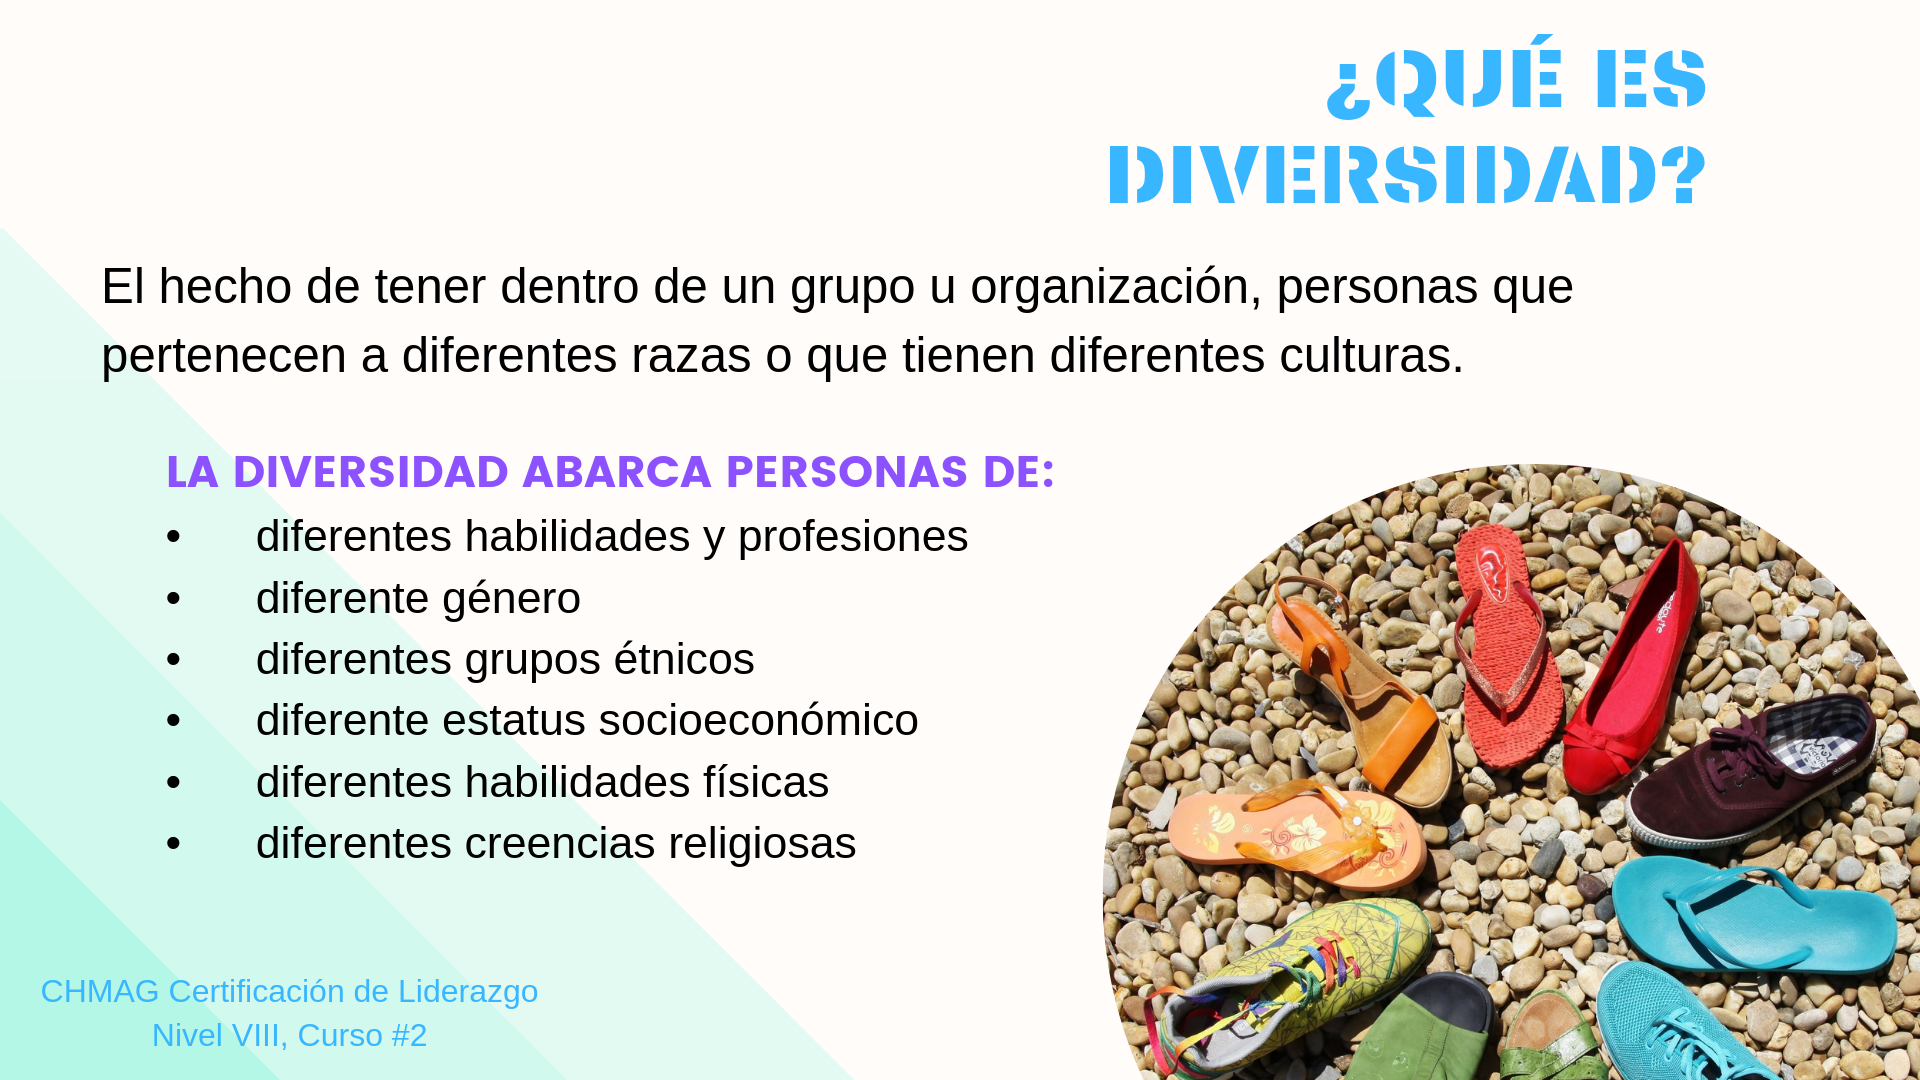 ¿QUÉ ES
DIVERSIDAD?
El hecho de tener dentro de un grupo u organización, personas que
pertenecen a diferentes razas o que tienen diferentes culturas.
LA DIVERSIDAD ABARCA PERSONAS DE:
• diferentes habilidades y profesiones
• diferente género
• diferentes grupos étnicos
• diferente estatus socioeconómico
• diferentes habilidades físicas
• diferentes creencias religiosas
CHMAG Certificación de Liderazgo
Nivel VIII, Curso #2